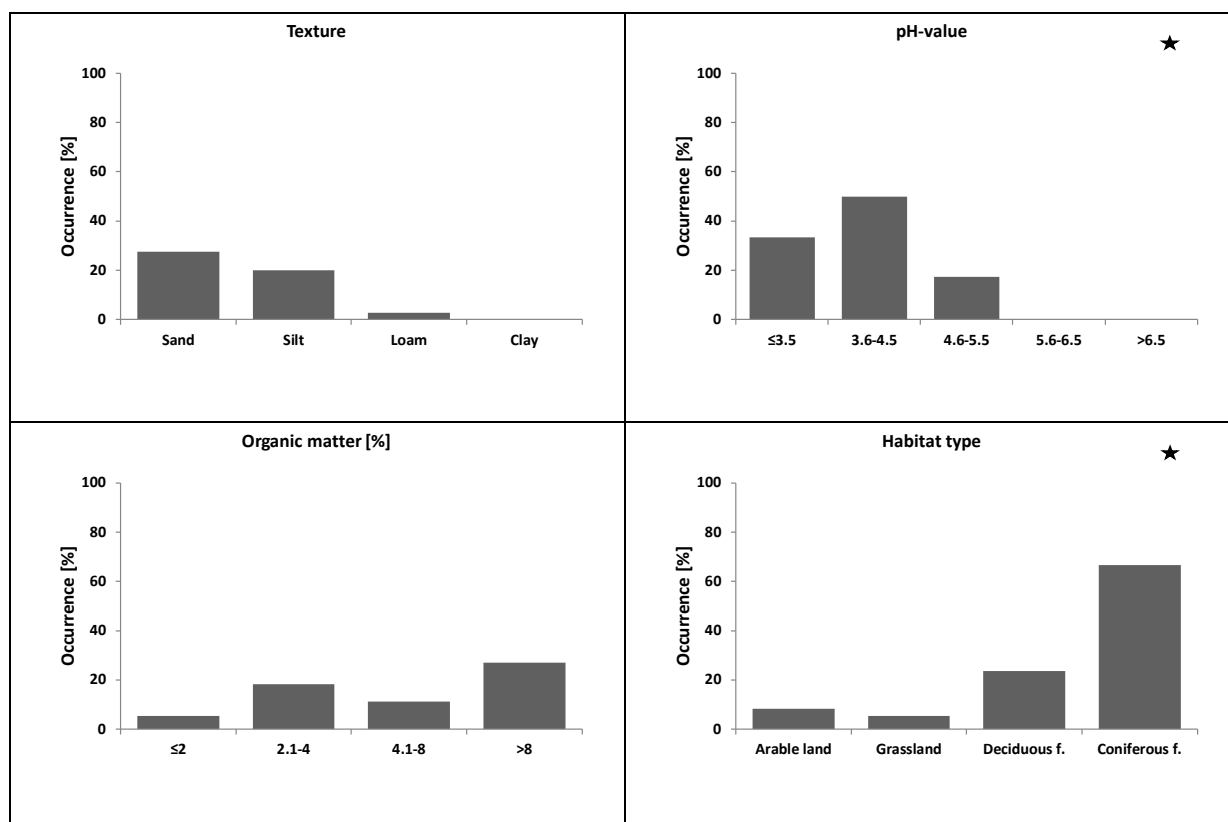 Texture
Occurrence [%]
100
80
60
40
20
0
Sand Silt Loam Clay
pH-value
Occurrence [%]
100
80
60
40
20
0
≤3.5 3.6-4.5 4.6-5.5 5.6-6.5 >6.5
Organic matter [%]
Occurrence [%]
100
80
60
40
20
0
≤2 2.1-4 4.1-8 >8
Habitat type
Occurrence [%]
100
80
60
40
20
0
Arable land Grassland Deciduous f. Coniferous f.